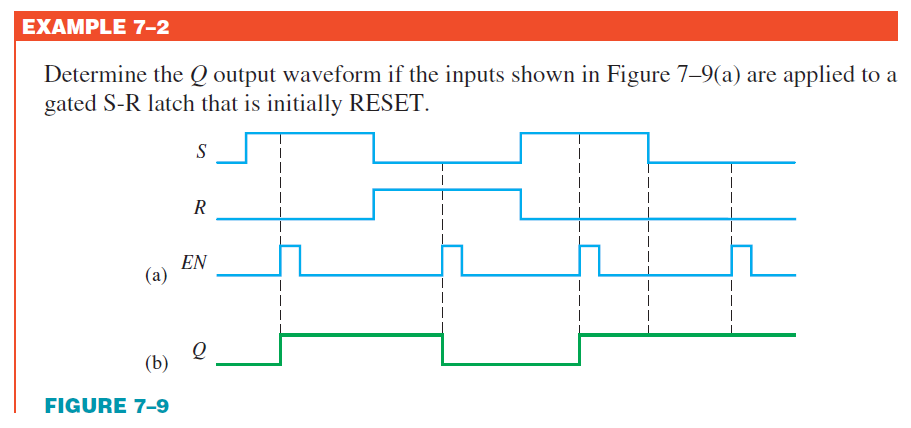 EXAMPLE 7–2
Determine the Q output waveform if the inputs shown in Figure 7–9(a) are applied to a
gated S-R latch that is initially RESET.
S
R
EN
(a)
Q
(b)
FIGURE 7–9